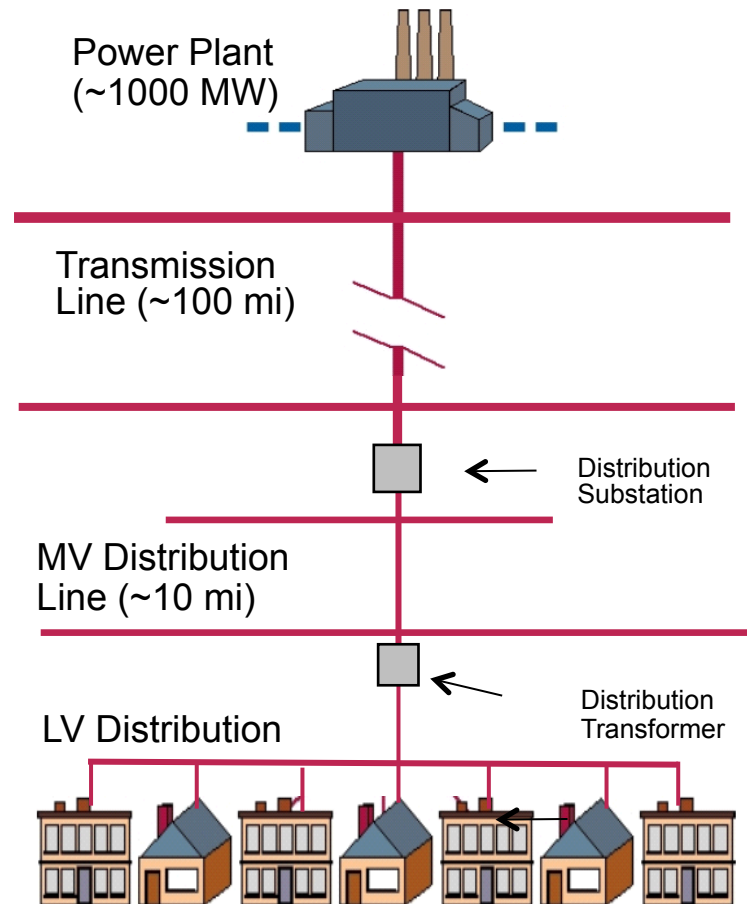 Power Plant
(~1000 MW)
Transmission
Line (~100 mi)
Distribution
Substation
MV Distribution
Line (~10 mi)
Distribution
Transformer
LV Distribution